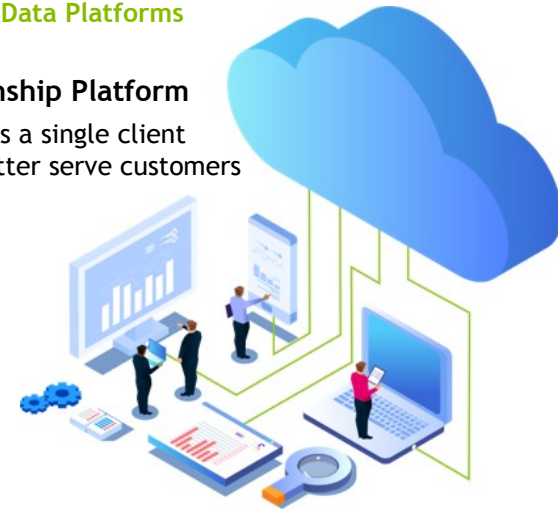 Data Platforms
nship Platform
s a single client
tter serve customers